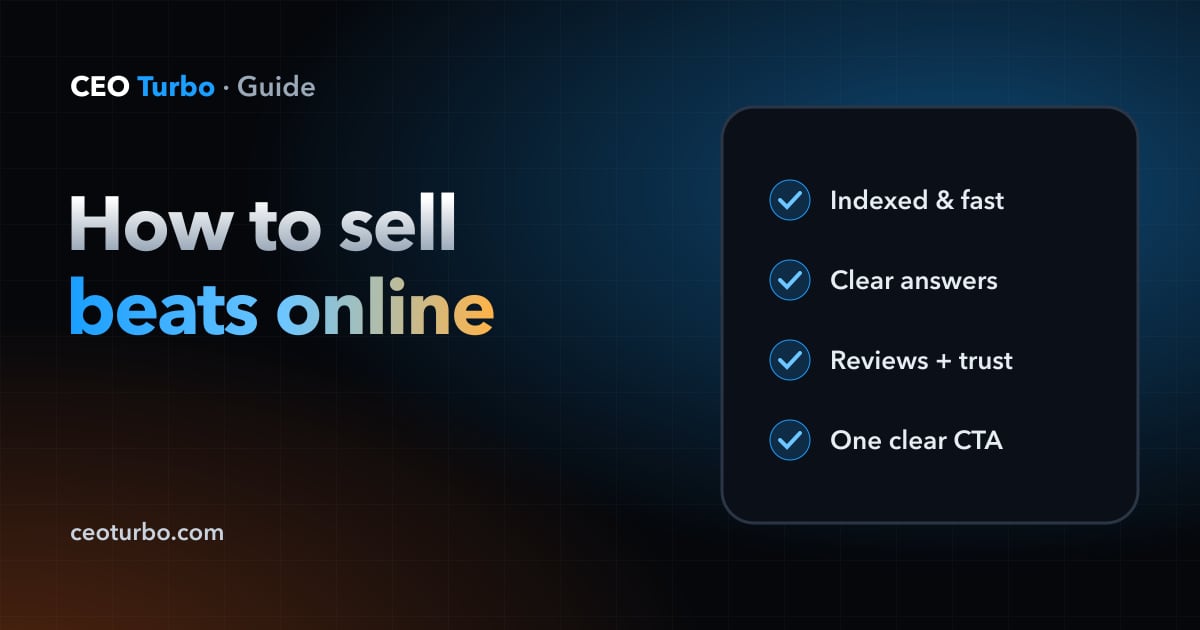 CEO Turbo · Guide
How to sell
beats online
ceoturbo.com
Indexed & fast
Clear answers
Reviews + trust
One clear CTA